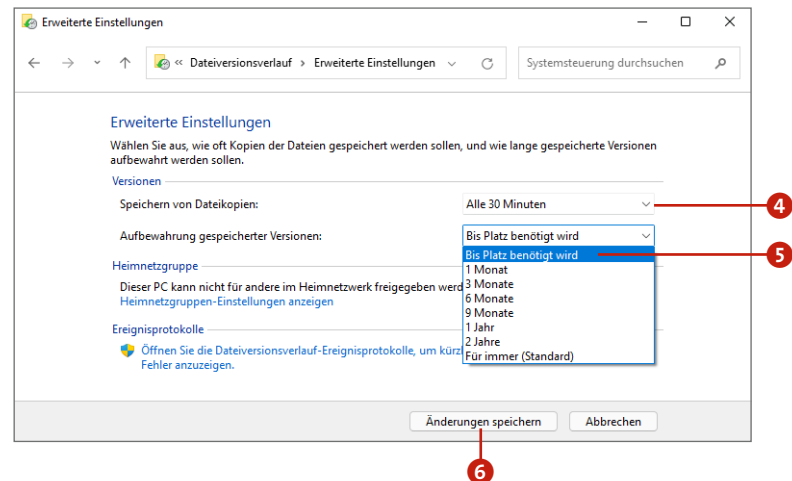 Erweiterte Einstellungen
« Dateiversionsverlauf › Erweiterte Einstellungen
Systemsteuerung durchsuchen
Erweiterte Einstellungen
Wählen Sie aus, wie oft Kopien der Dateien gespeichert werden sollen, und wie lange gespeicherte Versionen
aufbewahrt werden sollen.
Versionen
Speichern von Dateikopien:
Alle 30 Minuten
4
Aufbewahrung gespeicherter Versionen:
Bis Platz benötigt wird
Bis Platz benötigt wird
5
1 Monat
3 Monate
6 Monate
9 Monate
1 Jahr
2 Jahre
Für immer (Standard)
Heimnetzgruppe
Dieser PC kann nicht für andere im Heimnetzwerk freigegeben werd
Heimnetzgruppen-Einstellungen anzeigen
Ereignisprotokolle
Öffnen Sie die Dateiversionsverlauf-Ereignisprotokolle, um kürz
Fehler anzuzeigen.
Änderungen speichern
Abbrechen
6